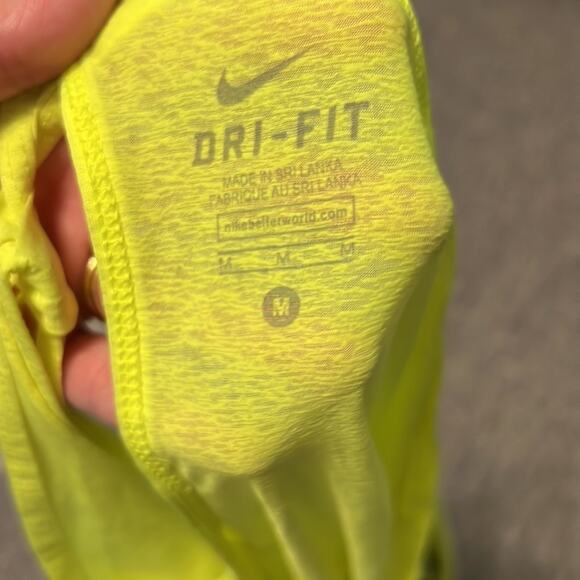 DRI-FIT
MADE IN SRI LANKA
FABRIQUE AU SRI LANKA
nikebetterworld.com
M M M
M